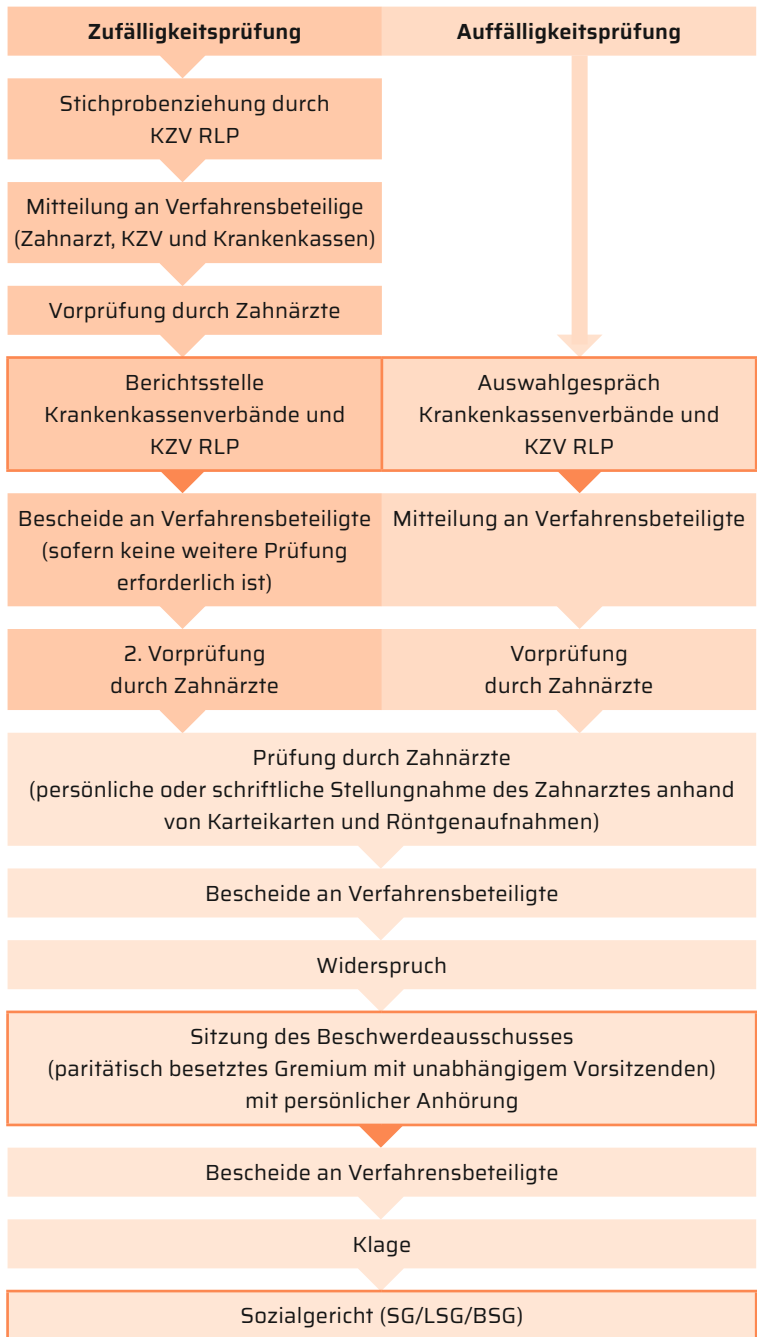 Zufälligkeitsprüfung
Auffälligkeitsprüfung
Stichprobenziehung durch
KZV RLP
Mitteilung an Verfahrensbeteilige
(Zahnarzt, KZV und Krankenkassen)
Vorprüfung durch Zahnärzte
Berichtsstelle
Krankenkassenverbände und
KZV RLP
Auswahlgespräch
Krankenkassenverbände und
KZV RLP
Bescheide an Verfahrensbeteiligte
(sofern keine weitere Prüfung
erforderlich ist)
Mitteilung an Verfahrensbeteiligte
2. Vorprüfung
durch Zahnärzte
Vorprüfung
durch Zahnärzte
Prüfung durch Zahnärzte
(persönliche oder schriftliche Stellungnahme des Zahnarztes anhand
von Karteikarten und Röntgenaufnahmen)
Bescheide an Verfahrensbeteiligte
Widerspruch
Sitzung des Beschwerdeausschusses
(paritätisch besetztes Gremium mit unabhängigem Vorsitzenden)
mit persönlicher Anhörung
Bescheide an Verfahrensbeteiligte
Klage
Sozialgericht (SG/LSG/BSG)